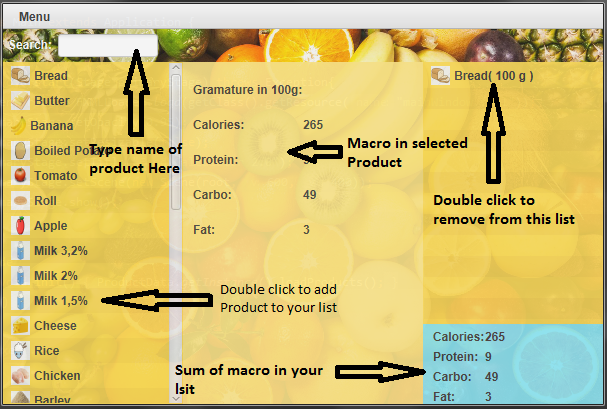 Menu
Search:
Bread
Butter
Banana
Boiled Potato
Tomato
Roll
Apple
Milk 3,2%
Milk 2%
Milk 1,5%
Cheese
Rice
Chicken
Barley
Type name of
product Here
Gramature in 100g:
Calories: 265
Protein:
Carbo: 49
Fat: 3
Macro in selected
Product
Double click to add
Product to your list
Sum of macro in your
lsit
Bread( 100 g )
Double click to
remove from this list
Calories:265
Protein: 9
Carbo: 49
Fat: 3